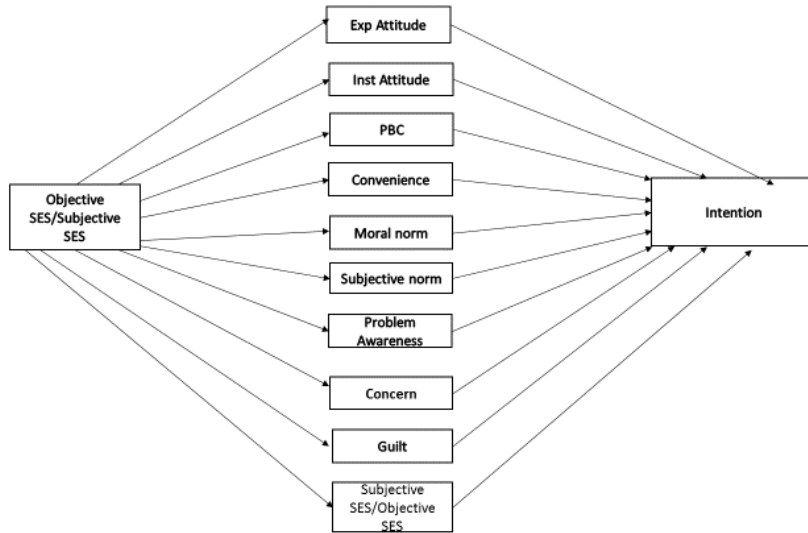 Exp Attitude
Inst Attitude
PBC
Convenience
Objective
SES/Subjective
SES
Intention
Moral norm
Subjective norm
Problem
Awareness
Concern
Guilt
Subjective
SES/Objective
SES